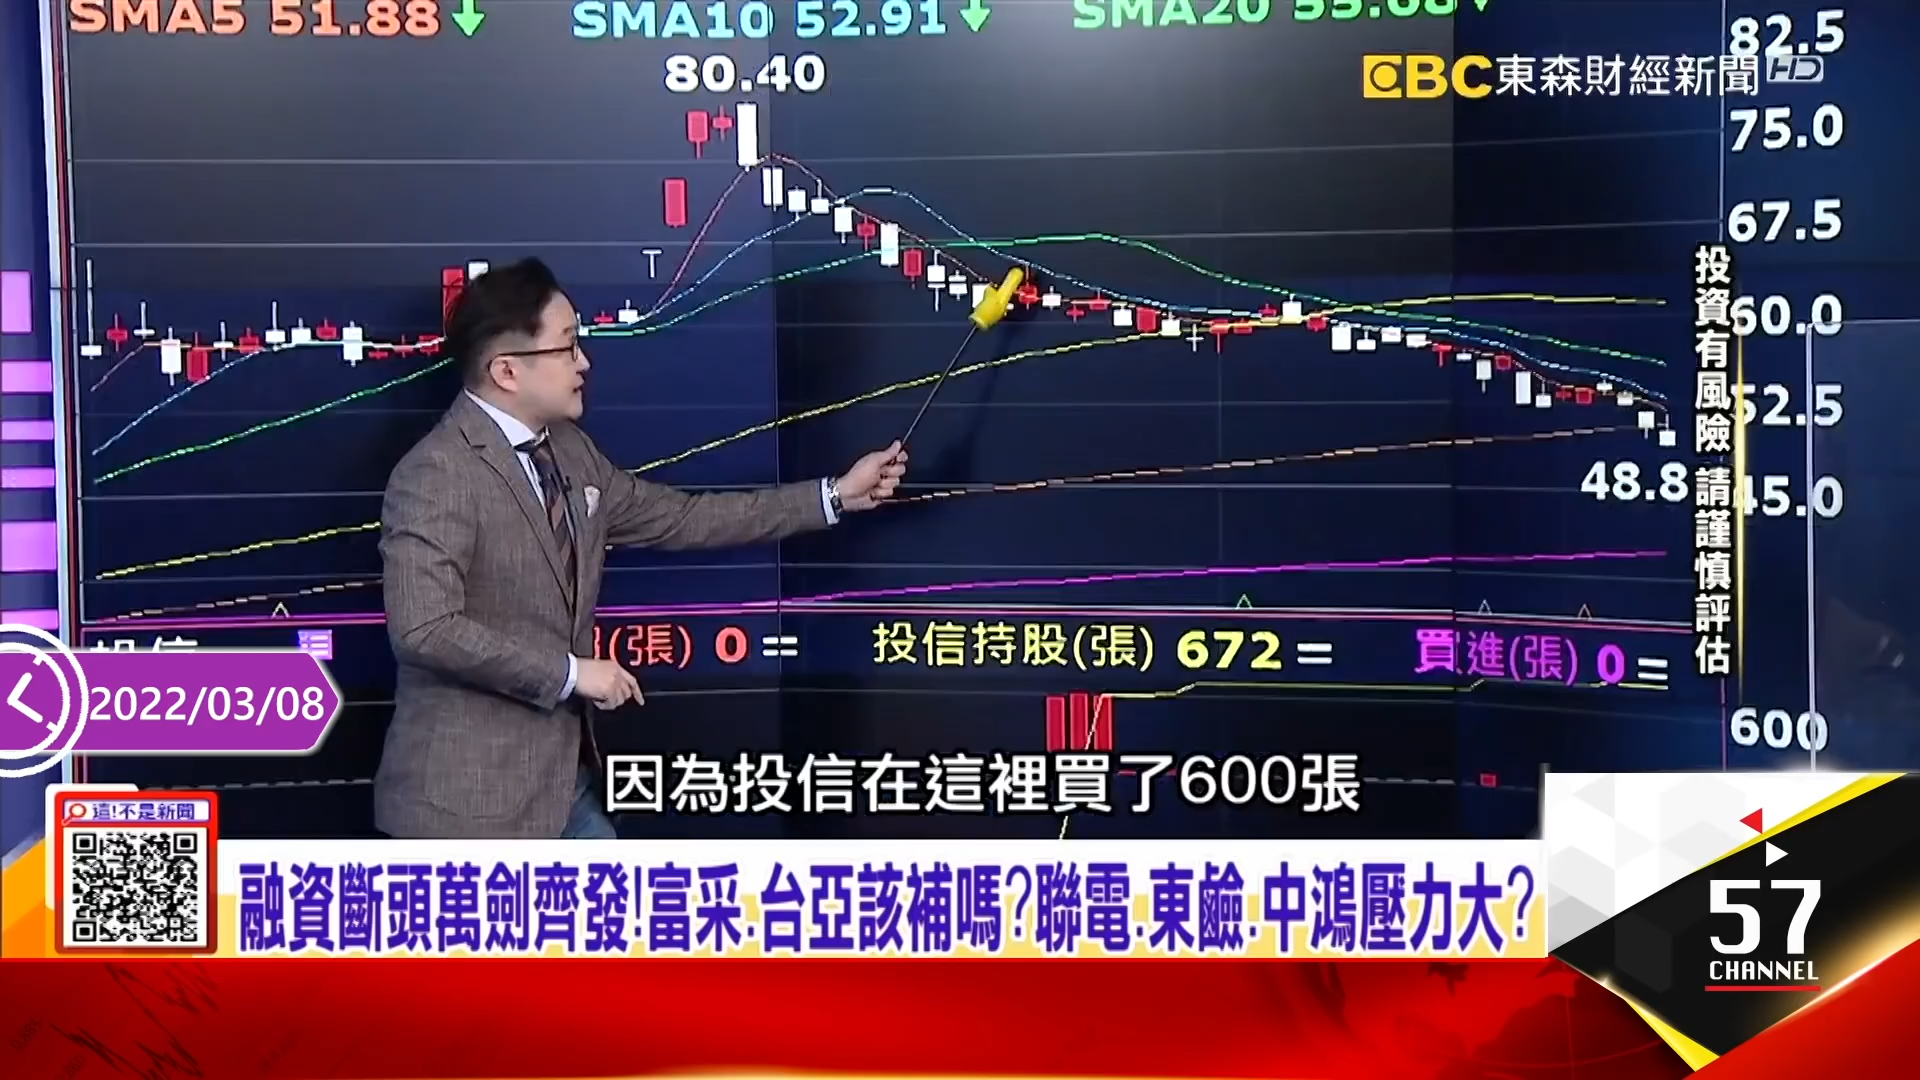 SMA5 51.88↓ SMA10 52.91↓ SMA20 55.68↓
82.5
80.40
EBC 東森財經新聞 HD
75.0
67.5
60.0
52.5
48.8
45.0
投資有風險 請謹慎評估
(張) 0 = 投信持股(張) 672 = 買進(張) 0 =
2022/03/08
600
因為投信在這裡買了600張
這!不是新聞
融資斷頭萬劍齊發!富采.台亞該補嗎?聯電.東鹼.中鴻壓力大?
57
CHANNEL